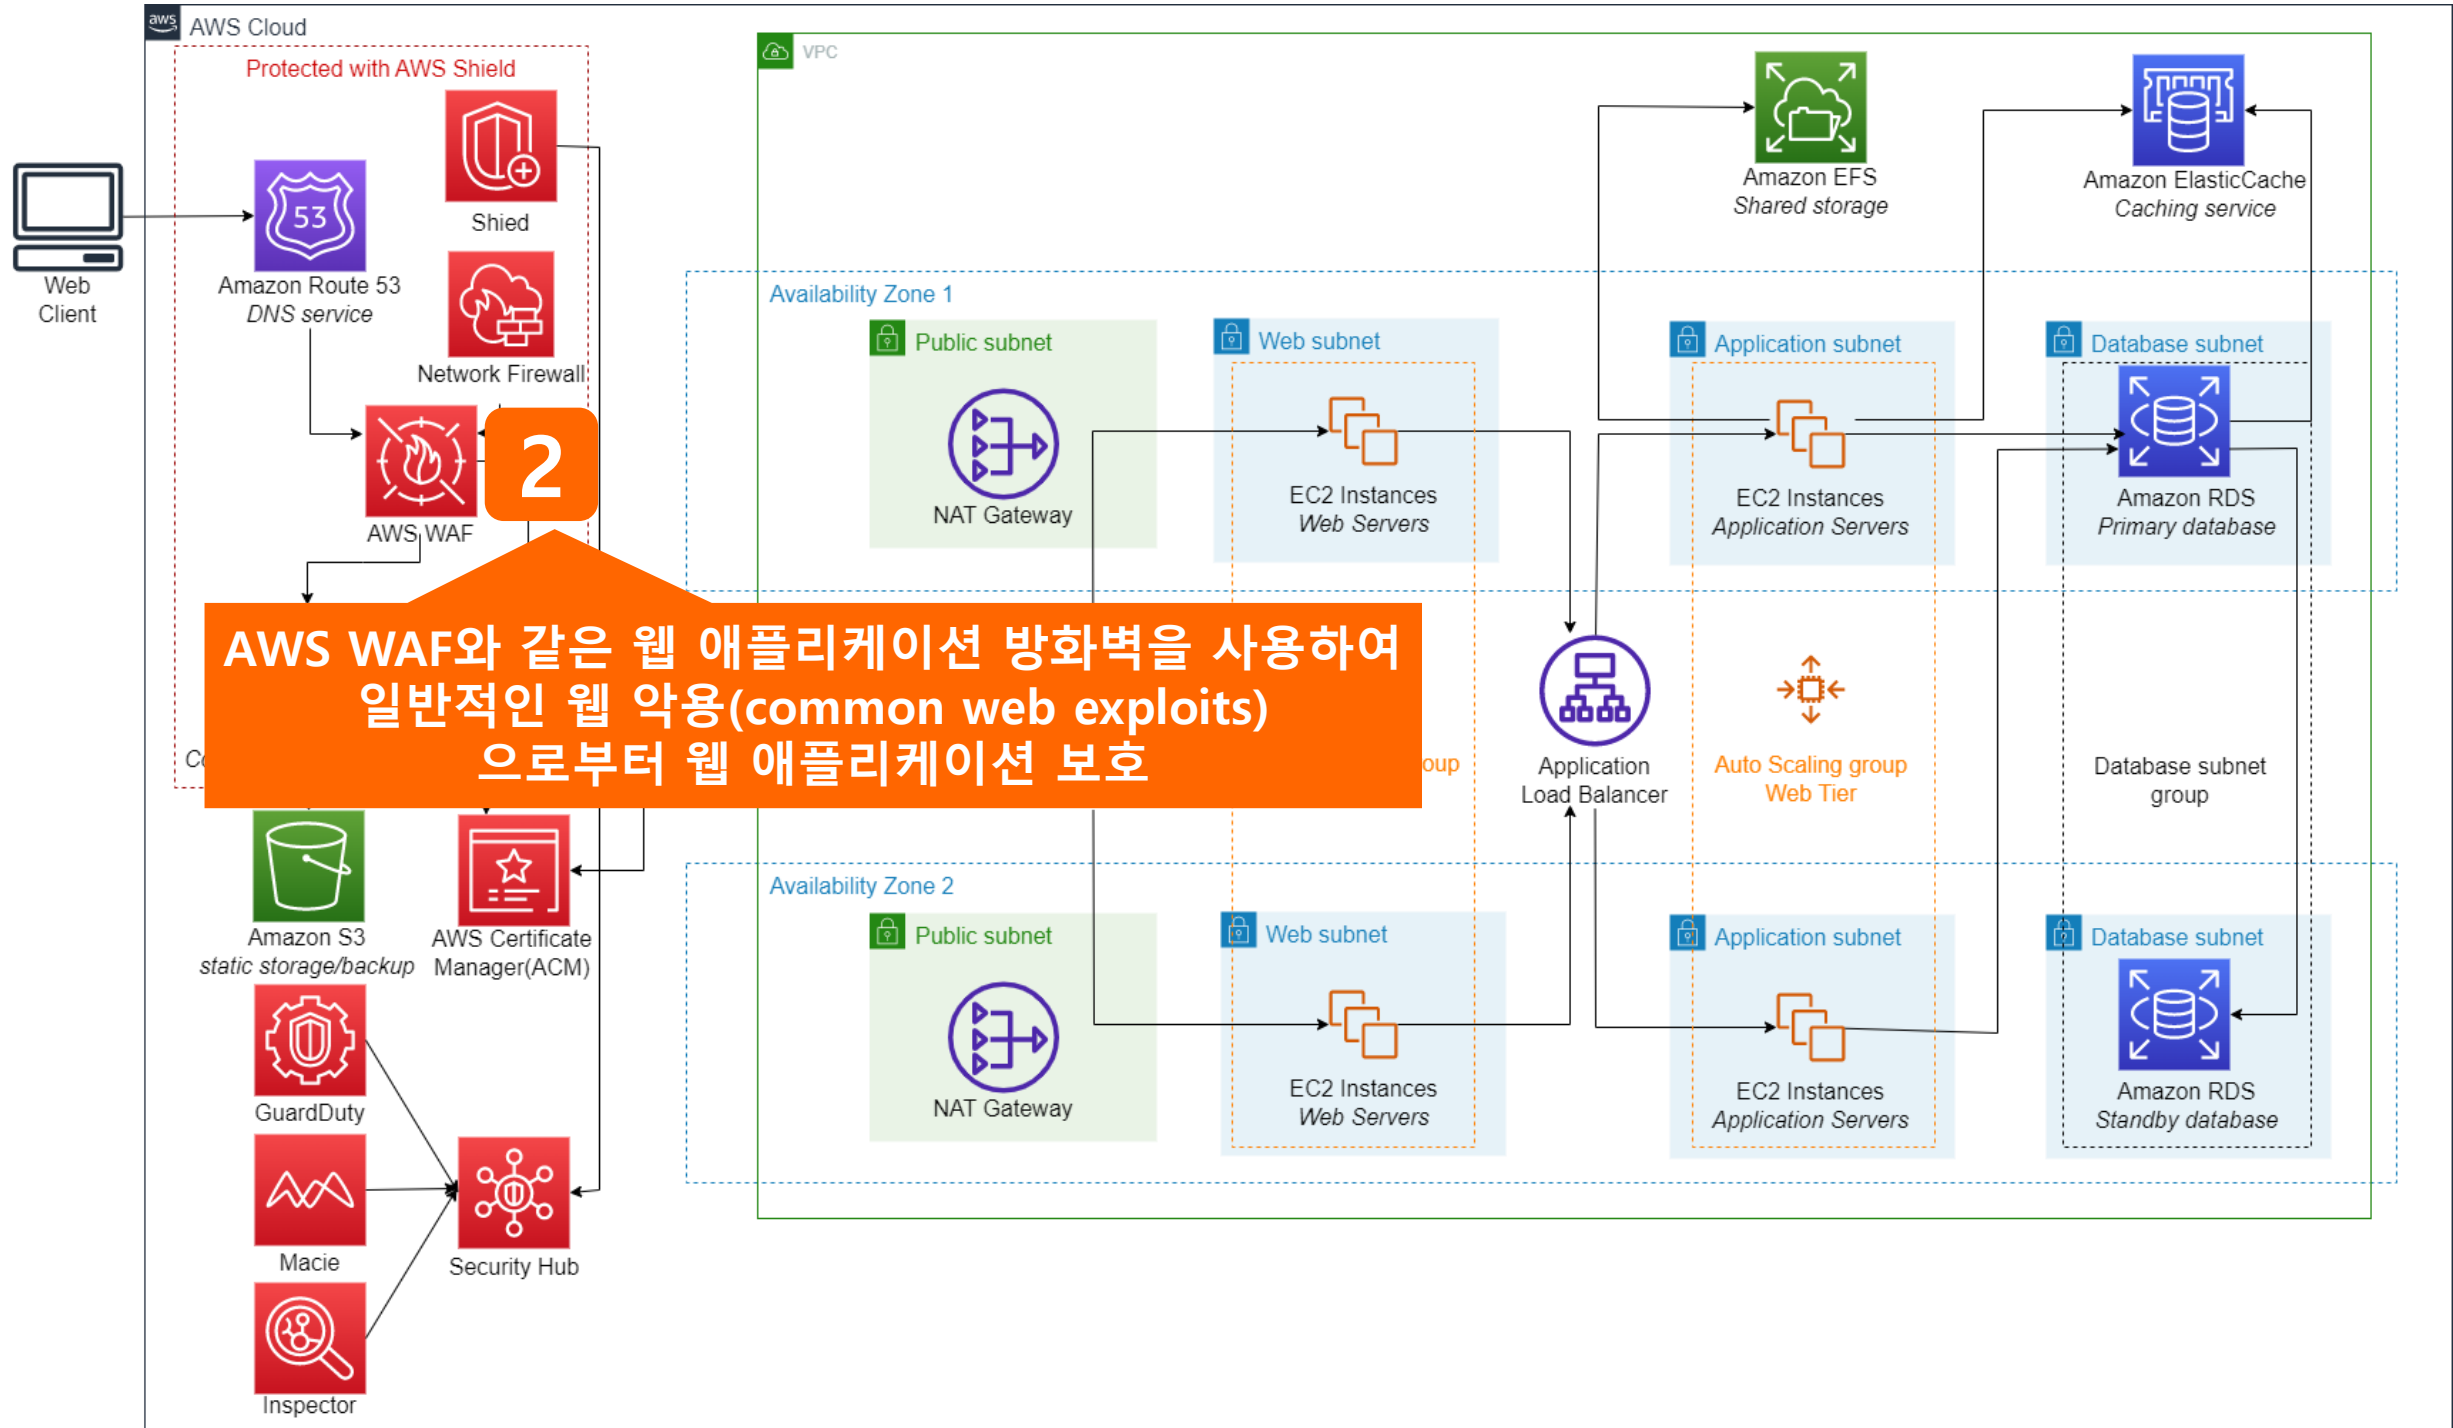 aws
AWS Cloud
Protected with AWS Shield
Shied
53
Amazon Route 53
DNS service
Web
Client
Network Firewall
AWS WAF
2
AWS WAF와 같은 웹 애플리케이션 방화벽을 사용하여
일반적인 웹 악용(common web exploits)
으로부터 웹 애플리케이션 보호
Amazon S3
static storage/backup
AWS Certificate
Manager(ACM)
GuardDuty
Macie
Security Hub
Inspector
VPC
Amazon EFS
Shared storage
Amazon ElasticCache
Caching service
Availability Zone 1
Public subnet
NAT Gateway
Web subnet
EC2 Instances
Web Servers
Application subnet
EC2 Instances
Application Servers
Database subnet
Amazon RDS
Primary database
Application
Load Balancer
Auto Scaling group
Web Tier
Database subnet
group
Availability Zone 2
Public subnet
NAT Gateway
Web subnet
EC2 Instances
Web Servers
Application subnet
EC2 Instances
Application Servers
Database subnet
Amazon RDS
Standby database